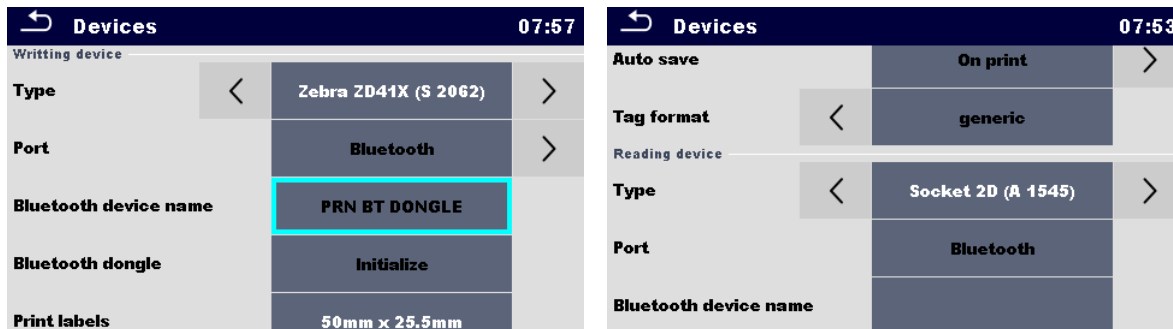 Devices 07:57
Writting device
Type Zebra ZD41X (S 2062)
Port Bluetooth
Bluetooth device name PRN BT DONGLE
Bluetooth dongle Initialize
Print labels 50mm x 25.5mm
Devices 07:53
Auto save On print
Tag format generic
Reading device
Type Socket 2D (A 1545)
Port Bluetooth
Bluetooth device name